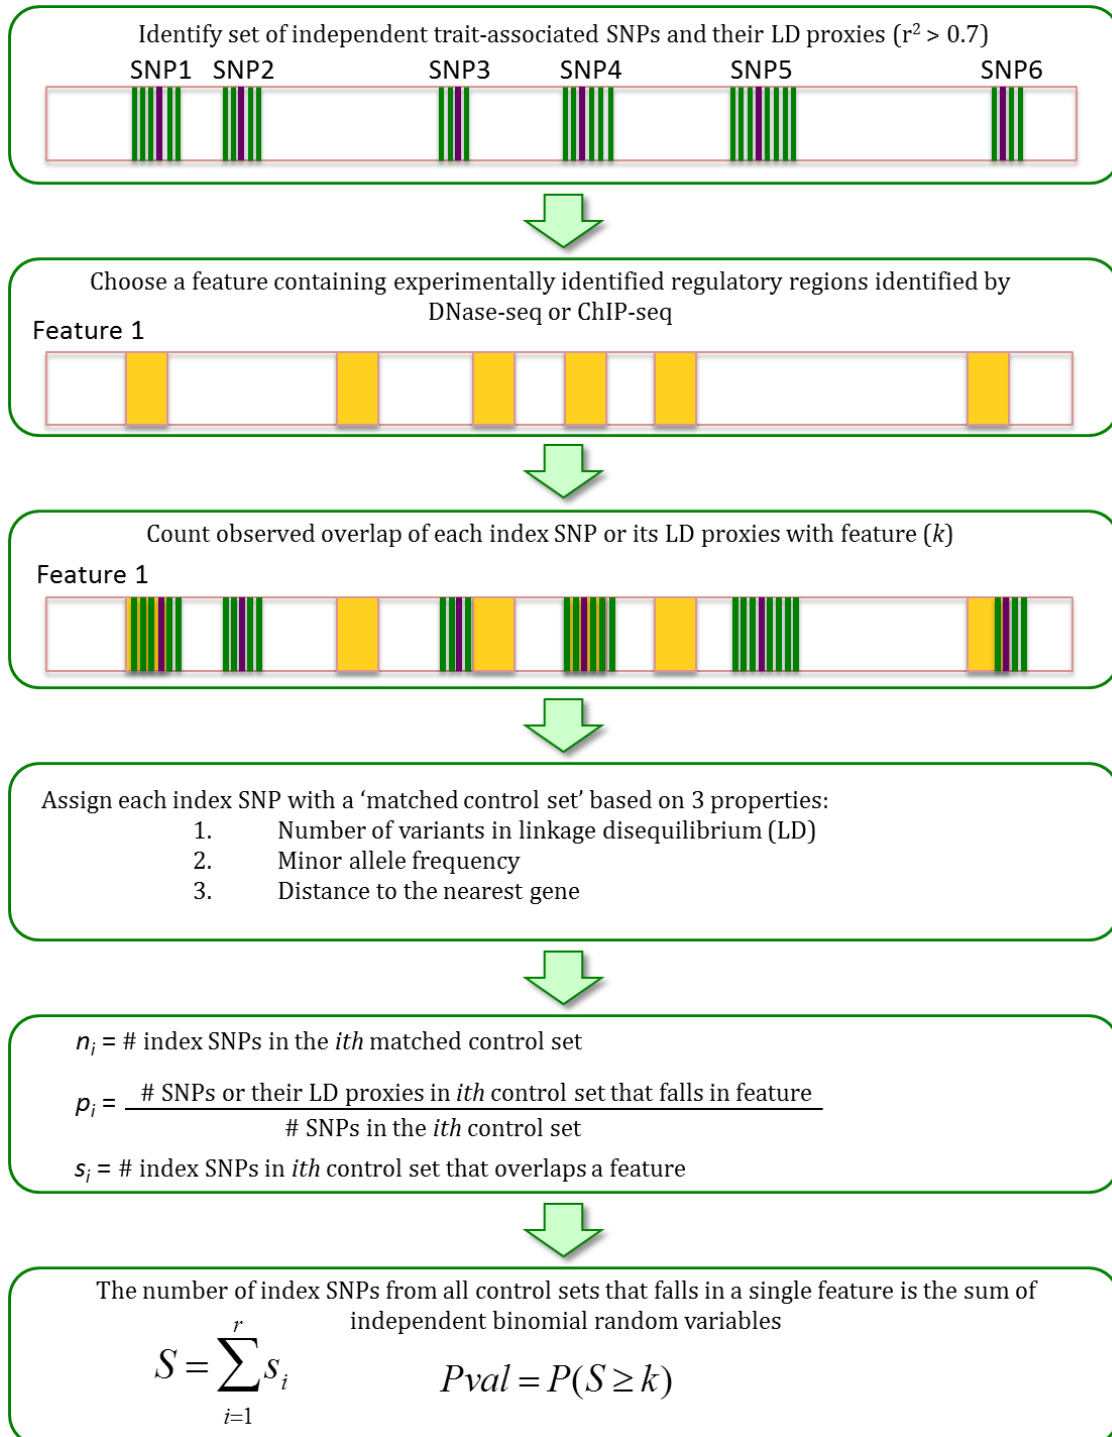 Identify set of independent trait-associated SNPs and their LD proxies (r² > 0.7)
SNP1 SNP2 SNP3 SNP4 SNP5 SNP6
Choose a feature containing experimentally identified regulatory regions identified by
DNase-seq or ChIP-seq
Feature 1
Count observed overlap of each index SNP or its LD proxies with feature (k)
Feature 1
Assign each index SNP with a ‘matched control set’ based on 3 properties:
1. Number of variants in linkage disequilibrium (LD)
2. Minor allele frequency
3. Distance to the nearest gene
nᵢ = # index SNPs in the ith matched control set
pᵢ = # SNPs or their LD proxies in ith control set that falls in feature
# SNPs in the ith control set
sᵢ = # index SNPs in ith control set that overlaps a feature
The number of index SNPs from all control sets that falls in a single feature is the sum of
independent binomial random variables
S = ∑ᵢ₌₁ʳ sᵢ Pval = P(S ≥ k)